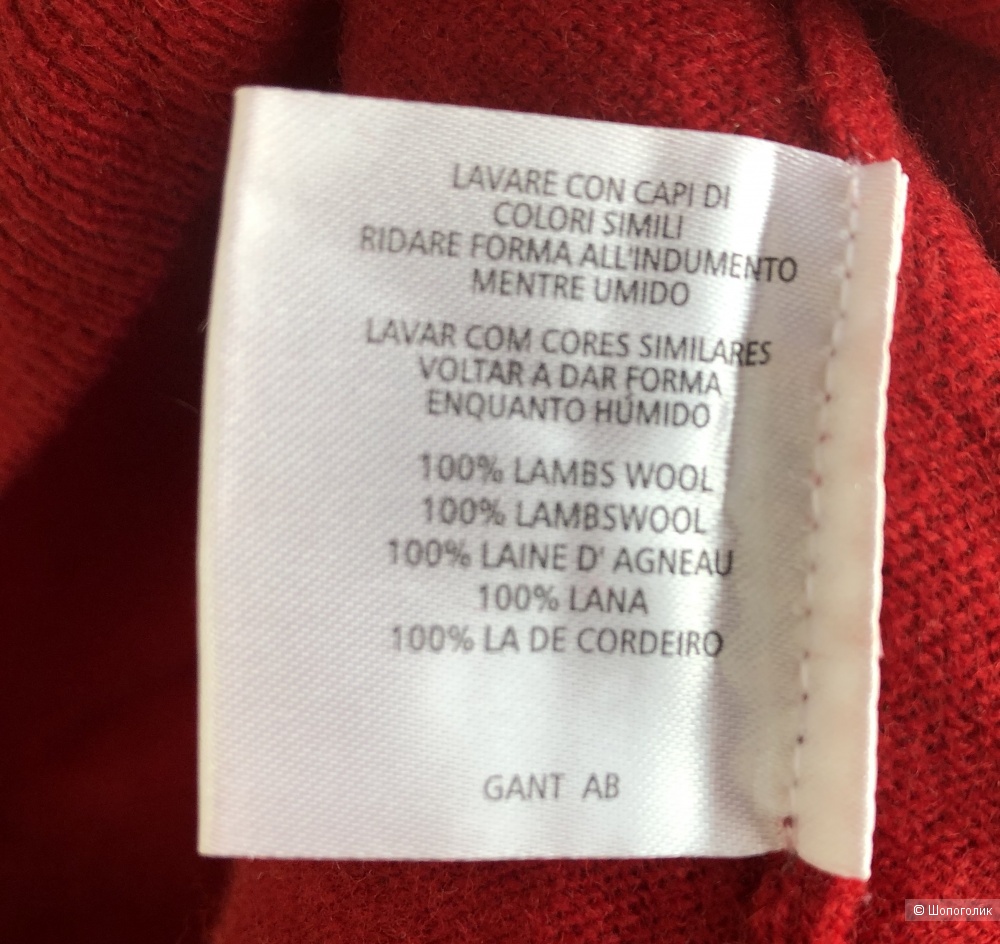 LAVARE CON CAPI DI
COLORI SIMILI
RIDARE FORMA ALL'INDUMENTO
MENTRE UMIDO
LAVAR COM CORES SIMILARES
VOLTAR A DAR FORMA
ENQUANTO HÚMIDO
100% LAMBS WOOL
100% LAMBSWOOL
100% LAINE D' AGNEAU
100% LANA
100% LA DE CORDEIRO
GANT AB
© Шопоголик